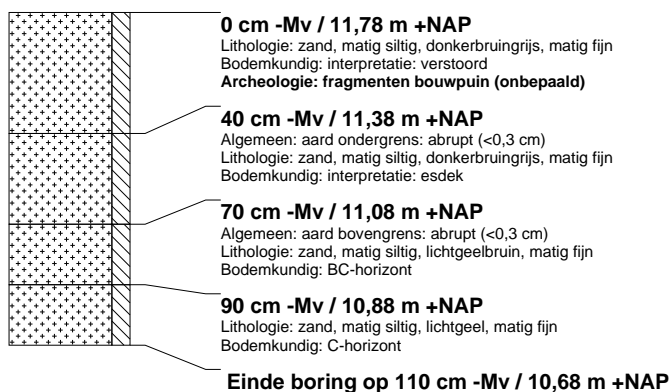 0 cm -Mv / 11,78 m +NAP
Lithologie: zand, matig siltig, donkerbruingrijs, matig fijn
Bodemkundig: interpretatie: verstoord
Archeologie: fragmenten bouwpuin (onbepaald)
40 cm -Mv / 11,38 m +NAP
Algemeen: aard ondergrens: abrupt (<0,3 cm)
Lithologie: zand, matig siltig, donkerbruingrijs, matig fijn
Bodemkundig: interpretatie: esdek
70 cm -Mv / 11,08 m +NAP
Algemeen: aard bovengrens: abrupt (<0,3 cm)
Lithologie: zand, matig siltig, lichtgeelbruin, matig fijn
Bodemkundig: BC-horizont
90 cm -Mv / 10,88 m +NAP
Lithologie: zand, matig siltig, lichtgeel, matig fijn
Bodemkundig: C-horizont
Einde boring op 110 cm -Mv / 10,68 m +NAP